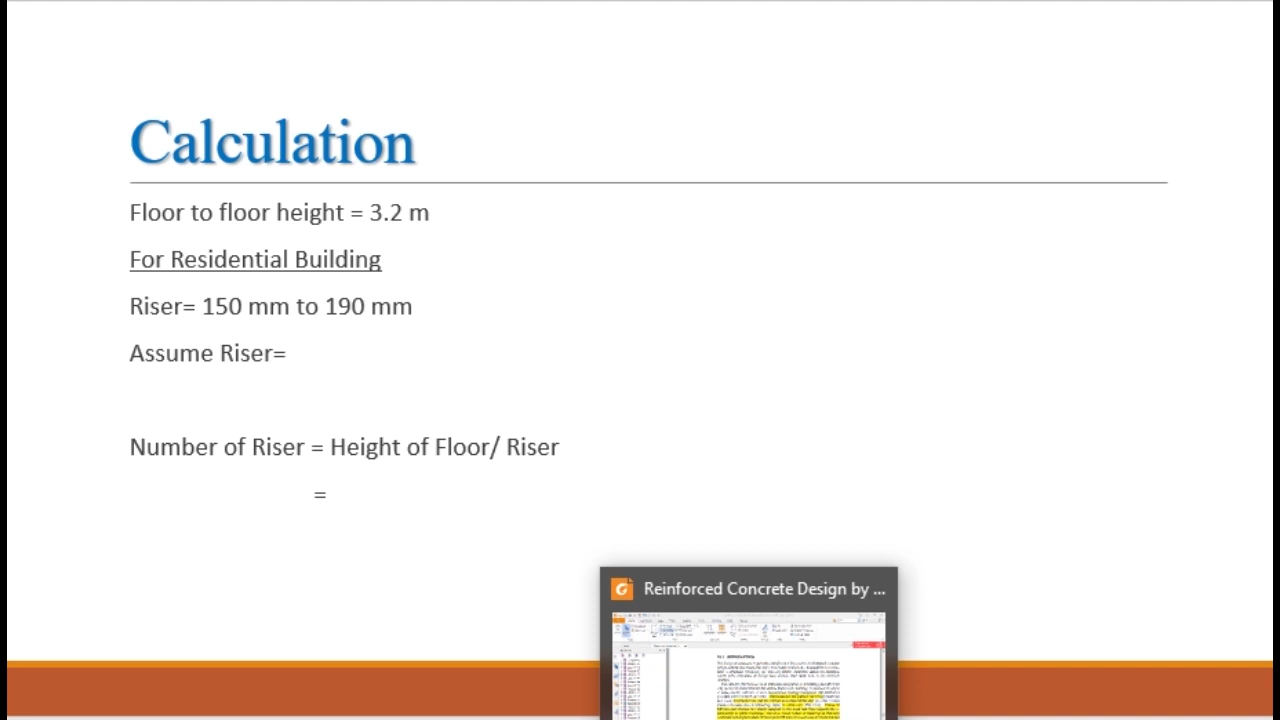 Calculation
Floor to floor height = 3.2 m
For Residential Building
Riser= 150 mm to 190 mm
Assume Riser=
Number of Riser = Height of Floor/ Riser
=
Reinforced Concrete Design by ...